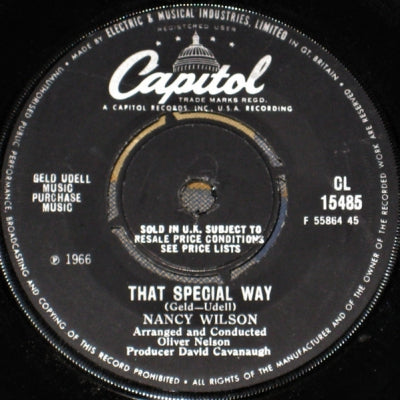 MADE BY ELECTRIC & MUSICAL INDUSTRIES, LIMITED IN GT. BRITAIN
REGISTERED USER
Capitol
TRADE MARKS REGD.
A CAPITOL RECORDS, INC., U.S.A. RECORDING
GELD UDELL
MUSIC
PURCHASE
MUSIC
CL
15485
F 55864 45
SOLD IN U.K. SUBJECT TO
RESALE PRICE CONDITIONS
SEE PRICE LISTS
℗ 1966
THAT SPECIAL WAY
(Geld—Udell)
NANCY WILSON
Arranged and Conducted
Oliver Nelson
Producer David Cavanaugh
ALL RIGHTS OF THE MANUFACTURER AND OF THE OWNER OF THE RECORDED WORK RESERVED
UNAUTHORISED PUBLIC PERFORMANCE BROADCASTING AND COPYING OF THIS RECORD PROHIBITED